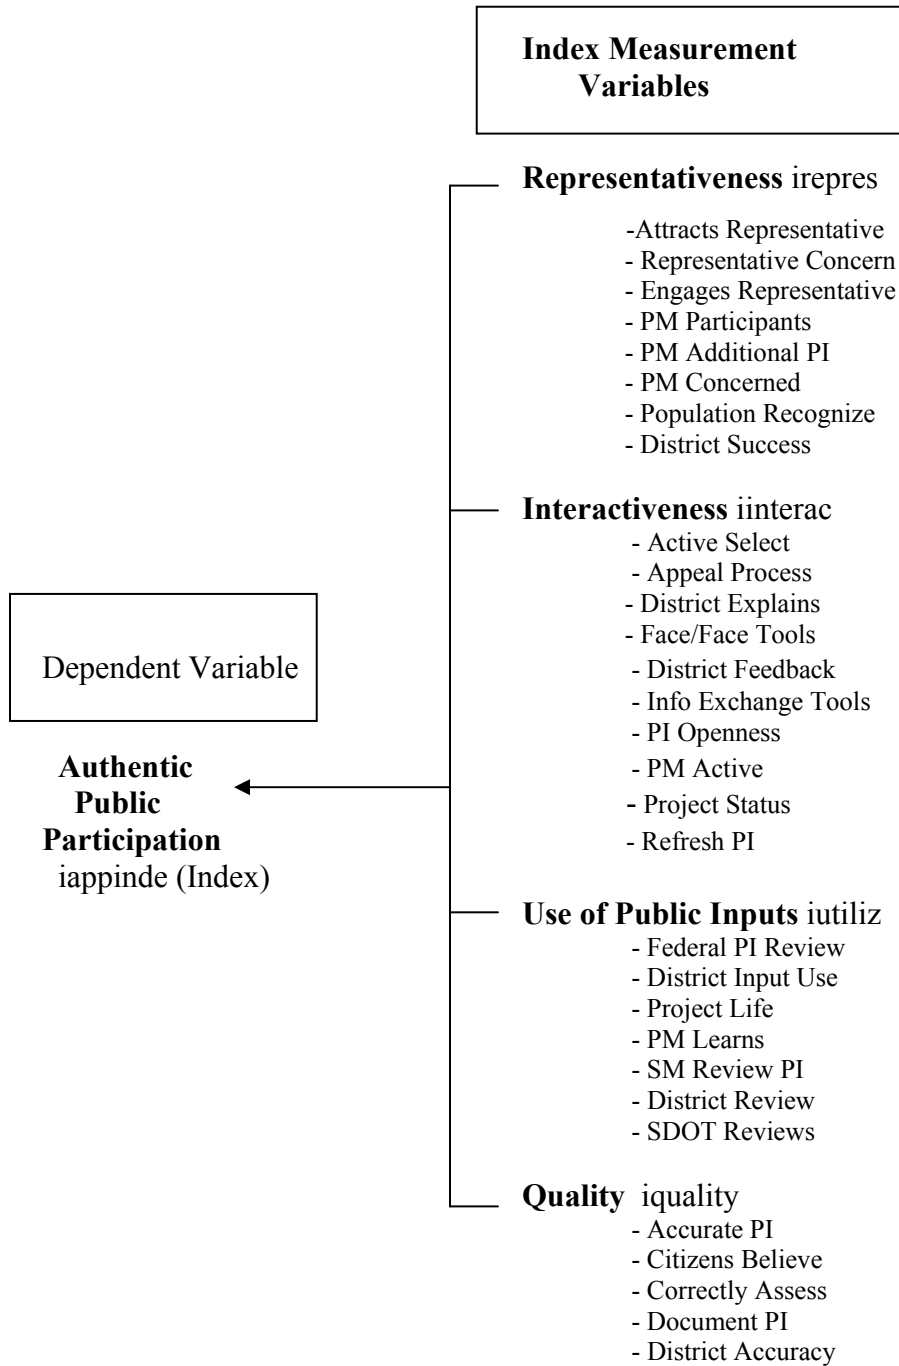 Index Measurement
Variables
Representativeness irepres
-Attracts Representative
- Representative Concern
- Engages Representative
- PM Participants
- PM Additional PI
- PM Concerned
- Population Recognize
- District Success
Interactiveness iinterac
- Active Select
- Appeal Process
- District Explains
- Face/Face Tools
- District Feedback
- Info Exchange Tools
- PI Openness
- PM Active
- Project Status
- Refresh PI
Dependent Variable
Authentic
Public
Participation
iappinde (Index)
Use of Public Inputs iutiliz
- Federal PI Review
- District Input Use
- Project Life
- PM Learns
- SM Review PI
- District Review
- SDOT Reviews
Quality iquality
- Accurate PI
- Citizens Believe
- Correctly Assess
- Document PI
- District Accuracy